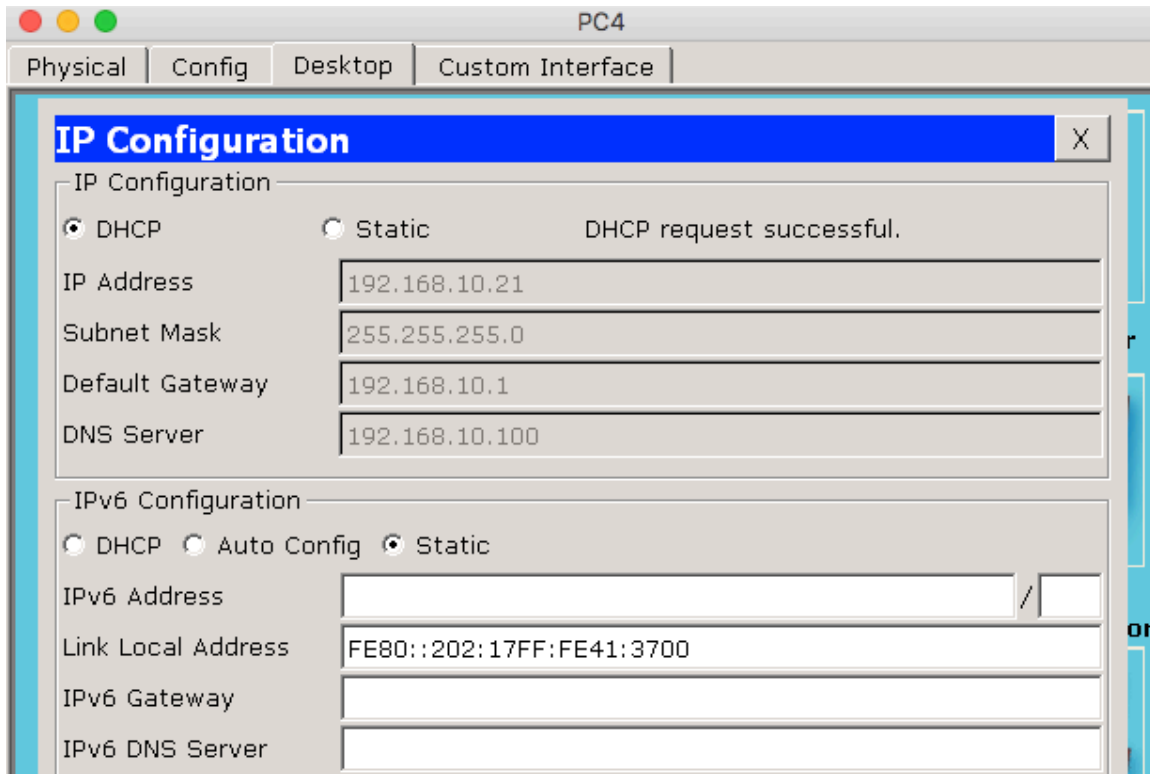 PC4
Physical Config Desktop Custom Interface
IP Configuration X
IP Configuration
DHCP Static DHCP request successful.
IP Address 192.168.10.21
Subnet Mask 255.255.255.0
Default Gateway 192.168.10.1
DNS Server 192.168.10.100
IPv6 Configuration
DHCP Auto Config Static
IPv6 Address /
Link Local Address FE80::202:17FF:FE41:3700
IPv6 Gateway
IPv6 DNS Server